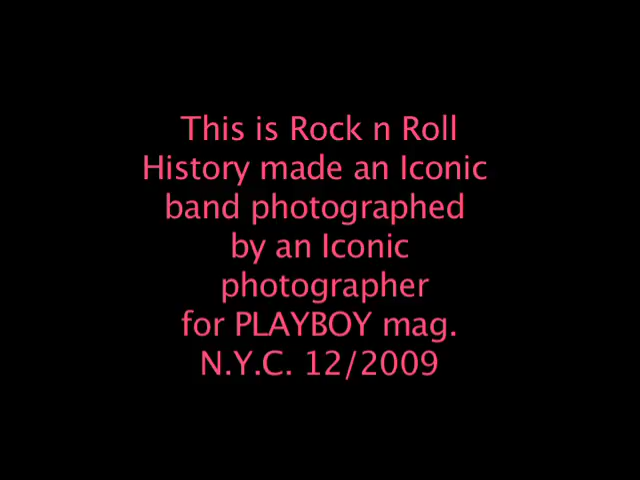 This is Rock n Roll
History made an Iconic
band photographed
by an Iconic
photographer
for PLAYBOY mag.
N.Y.C. 12/2009